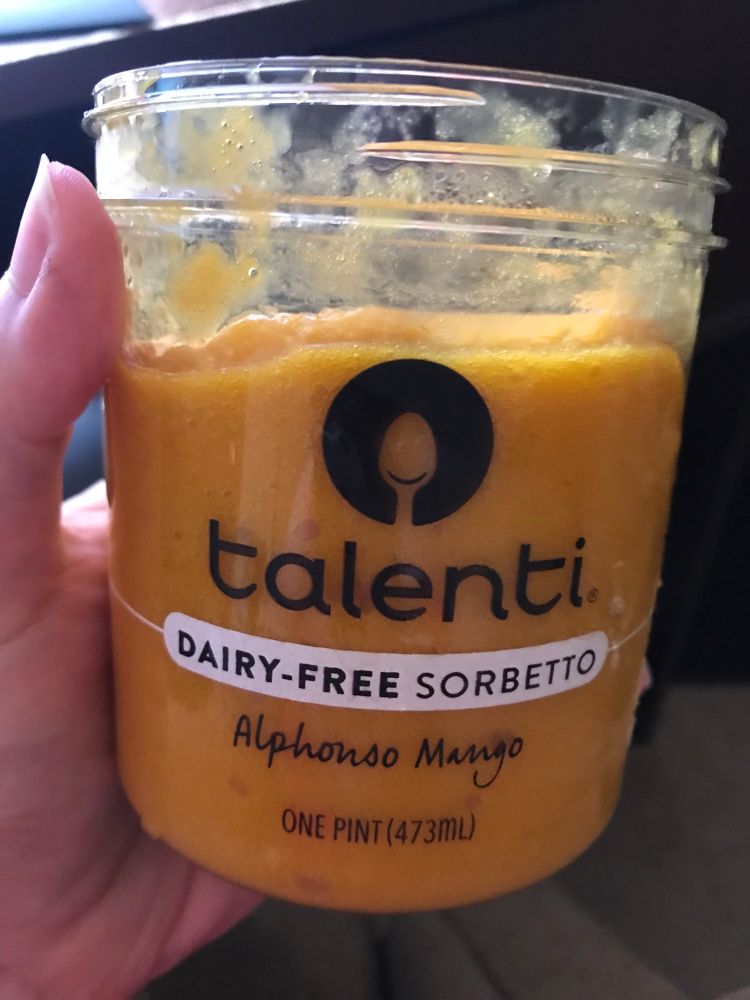 talenti®
DAIRY-FREE SORBETTO
Alphonso Mango
ONE PINT (473mL)